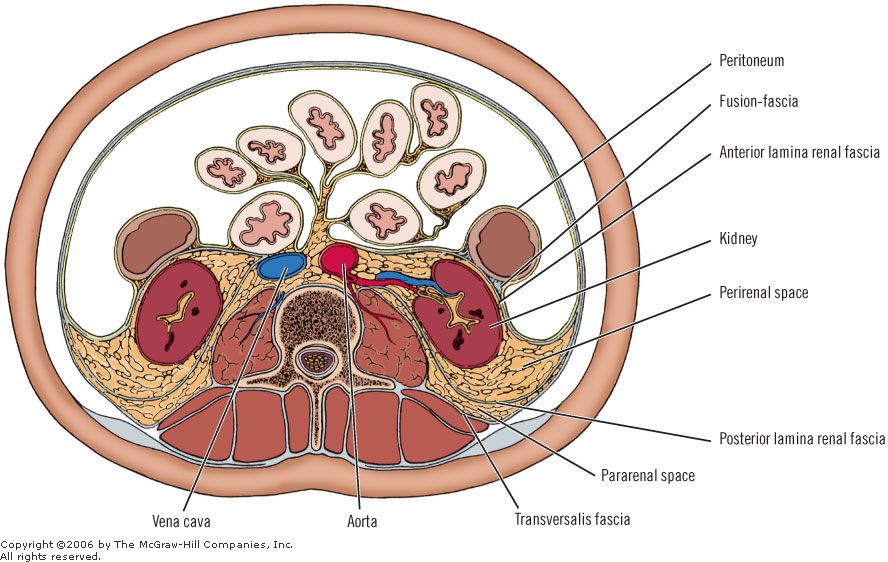 Peritoneum
Fusion-fascia
Anterior lamina renal fascia
Kidney
Perirenal space
Posterior lamina renal fascia
Pararenal space
Transversalis fascia
Vena cava
Aorta
Copyright ©2006 by The McGraw-Hill Companies, Inc.
All rights reserved.